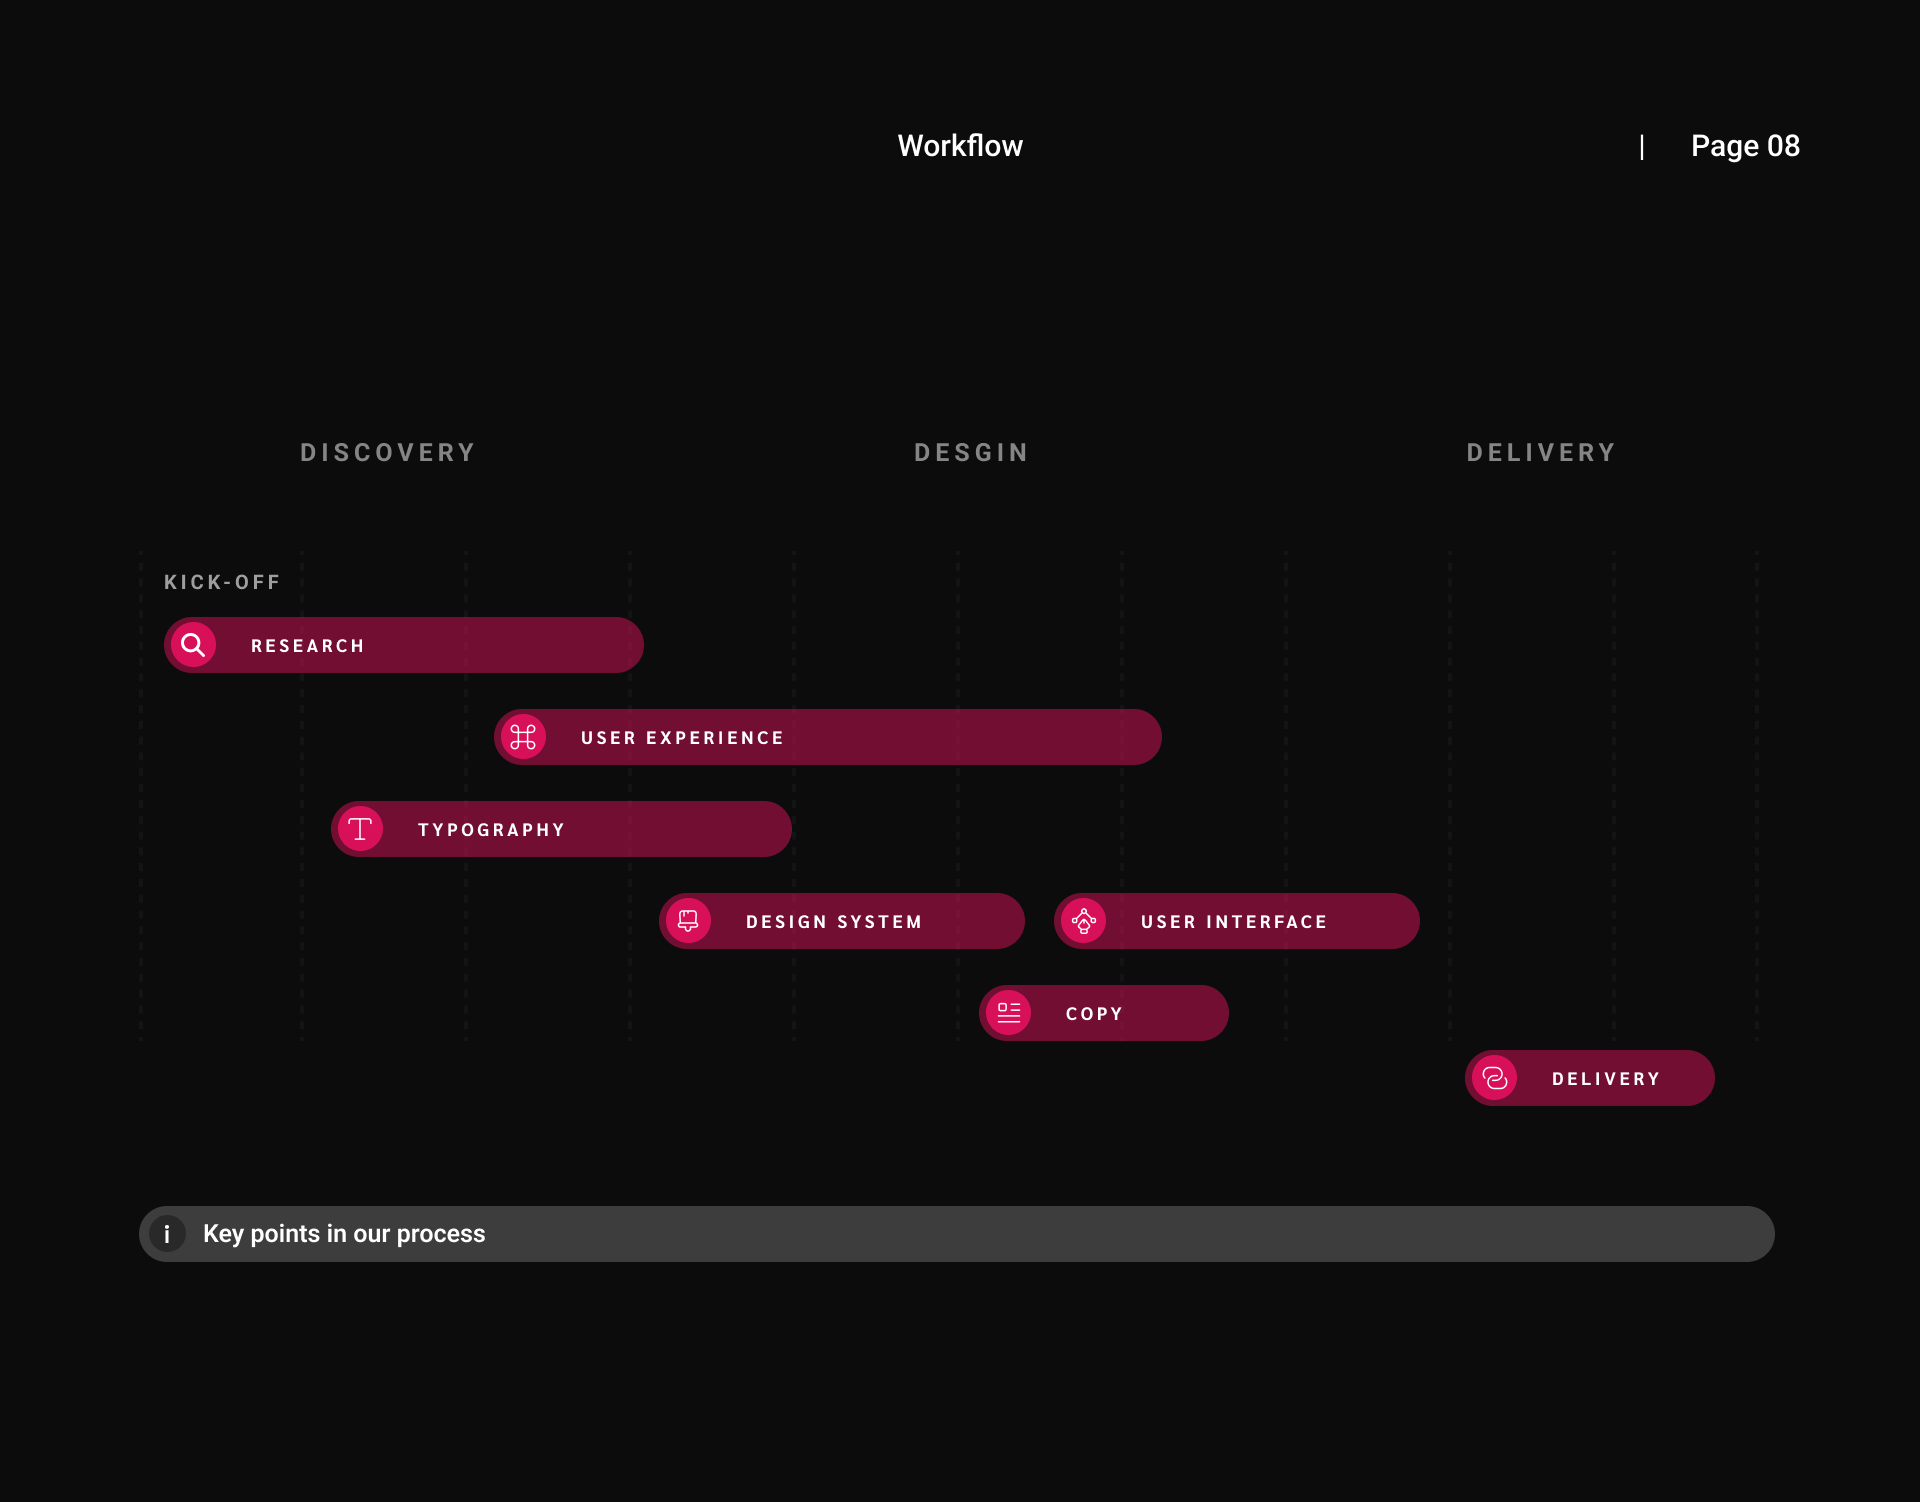 Workflow
| Page 08
DISCOVERY
DESGIN
DELIVERY
KICK-OFF
RESEARCH
USER EXPERIENCE
TYPOGRAPHY
DESIGN SYSTEM
USER INTERFACE
COPY
DELIVERY
Key points in our process